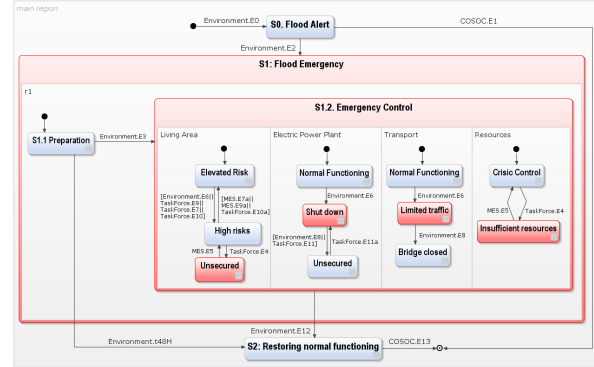 main region
Environment.E0
S0. Flood Alert
COSOC.E1
Environment.E2
S1: Flood Emergency
r1
S1.2. Emergency Control
S1.1 Preparation
Environment.E3
Living Area
Electric Power Plant
Transport
Resources
Elevated Risk
Normal Functioning
Normal Functioning
Crisic Control
[Environment.E6||
TaskForce.E9||
TaskForce.E7||
TaskForce.E10]
[MES.E7a||
MES.E9a||
TaskForce.E10a]
Environment.E6
Environment.E6
Shut down
Limited traffic
MES.E5
TaskForce.E4
High risks
[Environment.E8||
TaskForce.E11]
TaskForce.E11a
Environment.E8
Insufficient resources
MES.E5
TaskForce.E4
Unsecured
Unsecured
Bridge closed
Environment.E12
Environment.t48H
S2: Restoring normal functioning
COSOC.E13